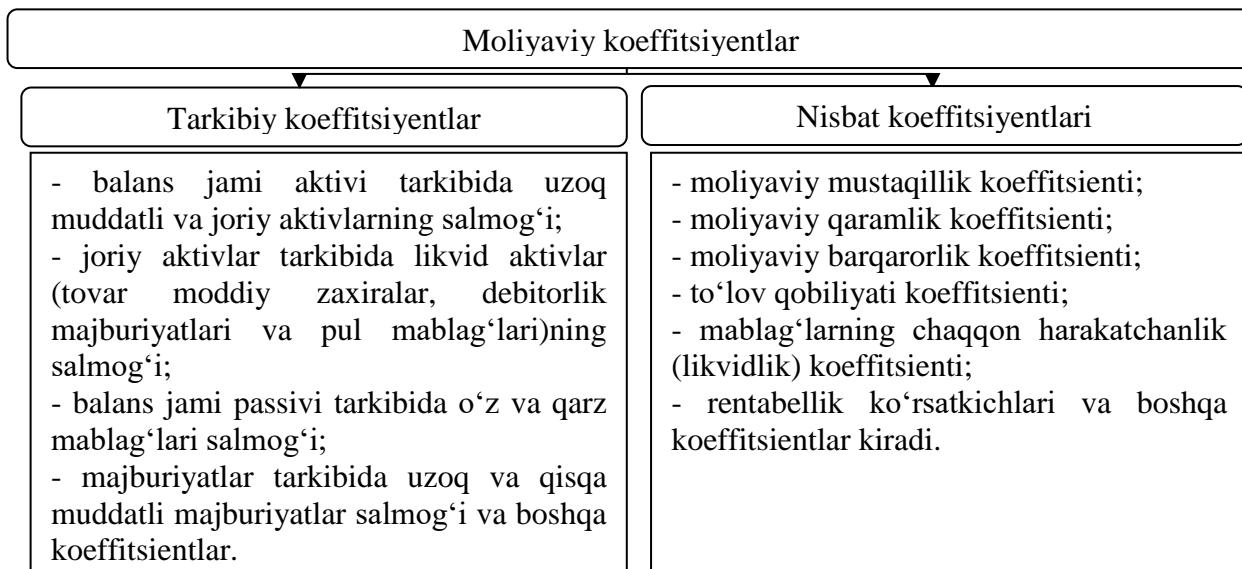 Moliyaviy koeffitsiyentlar
Tarkibiy koeffitsiyentlar
- balans jami aktivi tarkibida uzoq
muddatli va joriy aktivlarning salmog‘i;
- joriy aktivlar tarkibida likvid aktivlar
(tovar moddiy zaxiralar, debitorlik
majburiyatlari va pul mablag‘lari)ning
salmog‘i;
- balans jami passivi tarkibida o‘z va qarz
mablag‘lari salmog‘i;
- majburiyatlar tarkibida uzoq va qisqa
muddatli majburiyatlar salmog‘i va boshqa
koeffitsientlar.
Nisbat koeffitsiyentlari
- moliyaviy mustaqillik koeffitsienti;
- moliyaviy qaramlik koeffitsienti;
- moliyaviy barqarorlik koeffitsienti;
- to‘lov qobiliyati koeffitsienti;
- mablag‘larning chaqqon harakatchanlik
(likvidlik) koeffitsienti;
- rentabellik ko‘rsatkichlari va boshqa
koeffitsientlar kiradi.